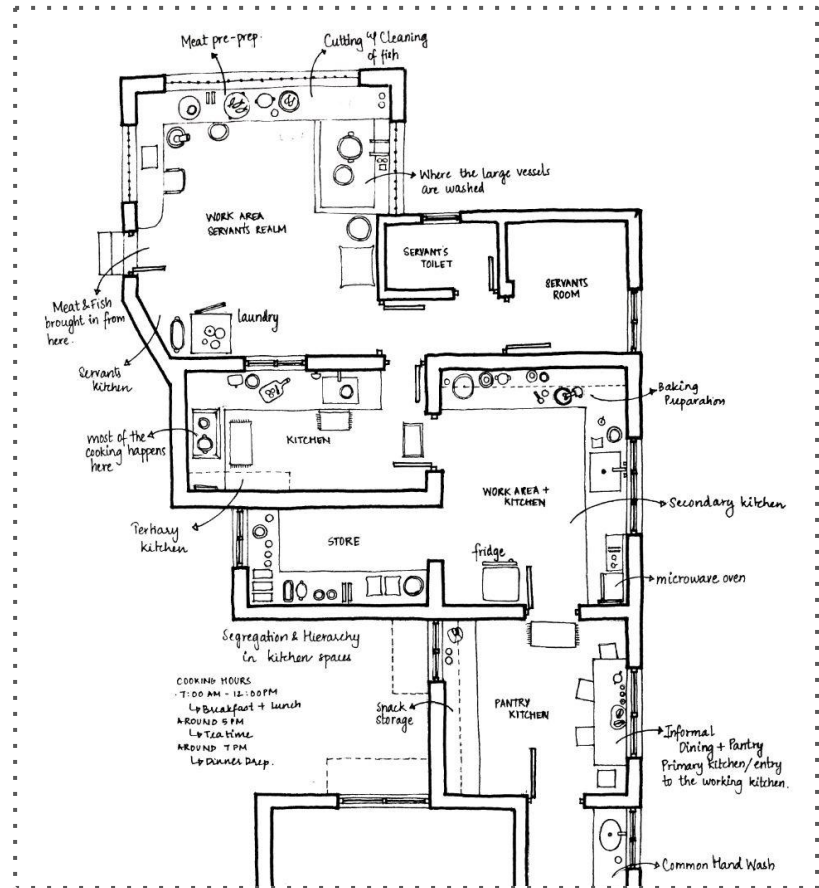 Meat pre-prep.
Cutting & Cleaning
of fish
Where the large vessels
are washed
WORK AREA
SERVANTS REALM
SERVANT'S
TOILET
SERVANTS
ROOM
Meat & Fish
brought in from
here.
laundry
Servants
kitchen
Baking
Preparation
most of the
cooking happens
here
KITCHEN
WORK AREA +
KITCHEN
Secondary kitchen
Tertiary
kitchen
STORE
fridge
microwave oven
Segregation & Hierarchy
in kitchen spaces
COOKING HOURS
7:00 AM - 12:00PM
Breakfast + Lunch
AROUND 5 PM
Tea time
AROUND 7 PM
Dinner Prep.
snack
storage
PANTRY
KITCHEN
Informal
Dining + Pantry
Primary kitchen/entry
to the working kitchen.
Common Hand Wash